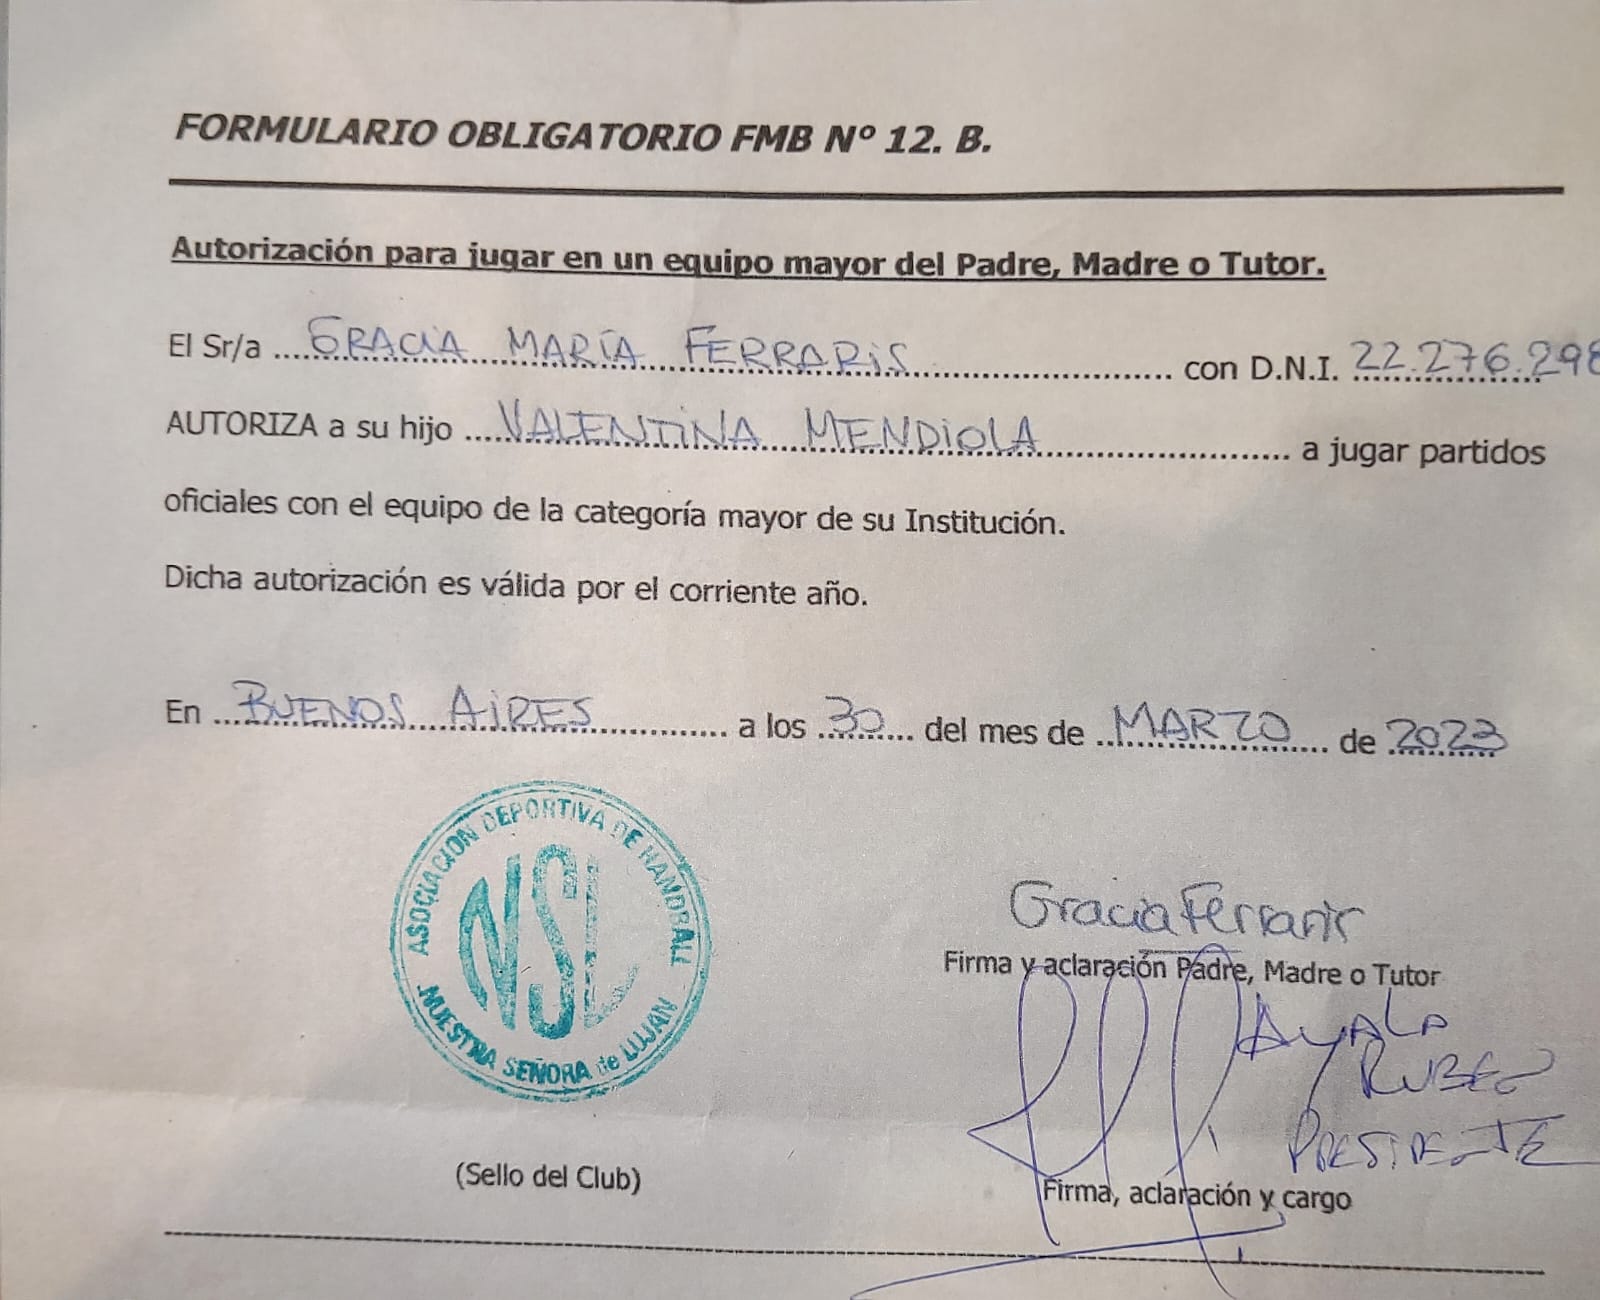 FORMULARIO OBLIGATORIO FMB Nº 12. B.
Autorización para jugar en un equipo mayor del Padre, Madre o Tutor.
El Sr/a ....GRACIA MARÍA FERRARIS.... con D.N.I. 22.276.298
AUTORIZA a su hijo ....VALENTINA MENDIOLA.... a jugar partidos
oficiales con el equipo de la categoría mayor de su Institución.
Dicha autorización es válida por el corriente año.
En ....BUENOS AIRES.... a los ..30.. del mes de ..MARZO.. de 2023
ASOCIACION DEPORTIVA DE HANDBALL
NSL
NUESTRA SEÑORA de LUJAN
Gracia Ferraris
Firma y aclaración Padre, Madre o Tutor
AYALA
RUBEN
PRESIDENTE
(Sello del Club)
Firma, aclaración y cargo